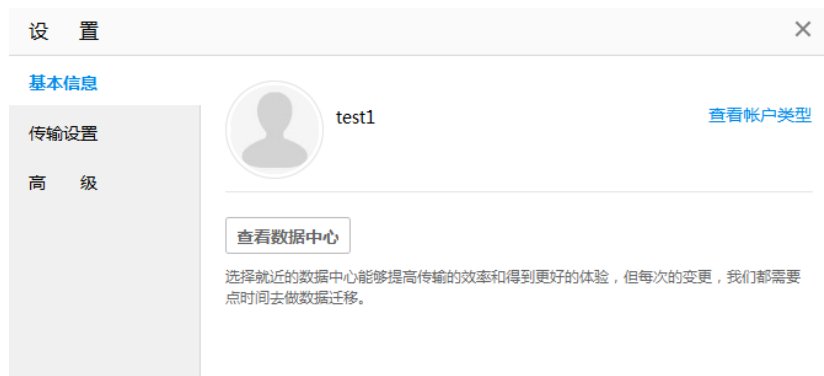 设 置
基本信息
test1
查看帐户类型
传输设置
高 级
查看数据中心
选择就近的数据中心能够提高传输的效率和得到更好的体验，但每次的变更，我们都需要
点时间去做数据迁移。